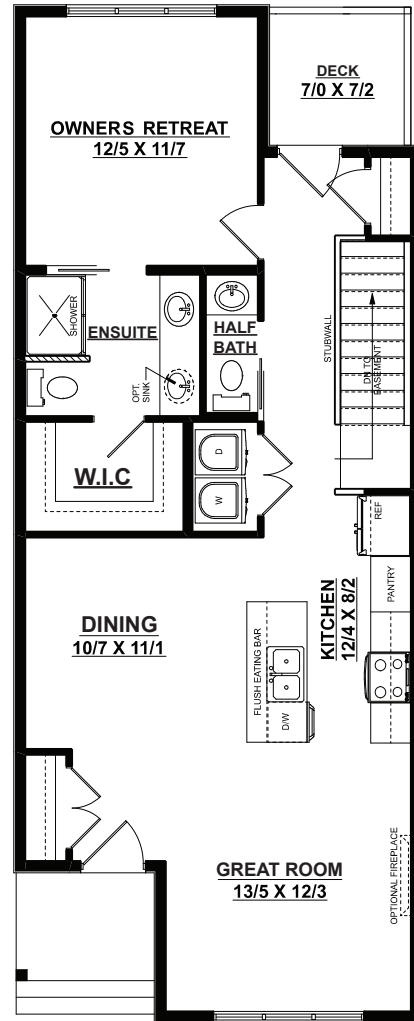 DECK
7/0 X 7/2
OWNERS RETREAT
12/5 X 11/7
SHOWER
ENSUITE
HALF
BATH
OPT.
SINK
STUBWALL
DN TO
BASEMENT
W.I.C
D
W
REF
PANTRY
KITCHEN
12/4 X 8/2
DINING
10/7 X 11/1
FLUSH EATING BAR
D/W
GREAT ROOM
13/5 X 12/3
OPTIONAL FIREPLACE